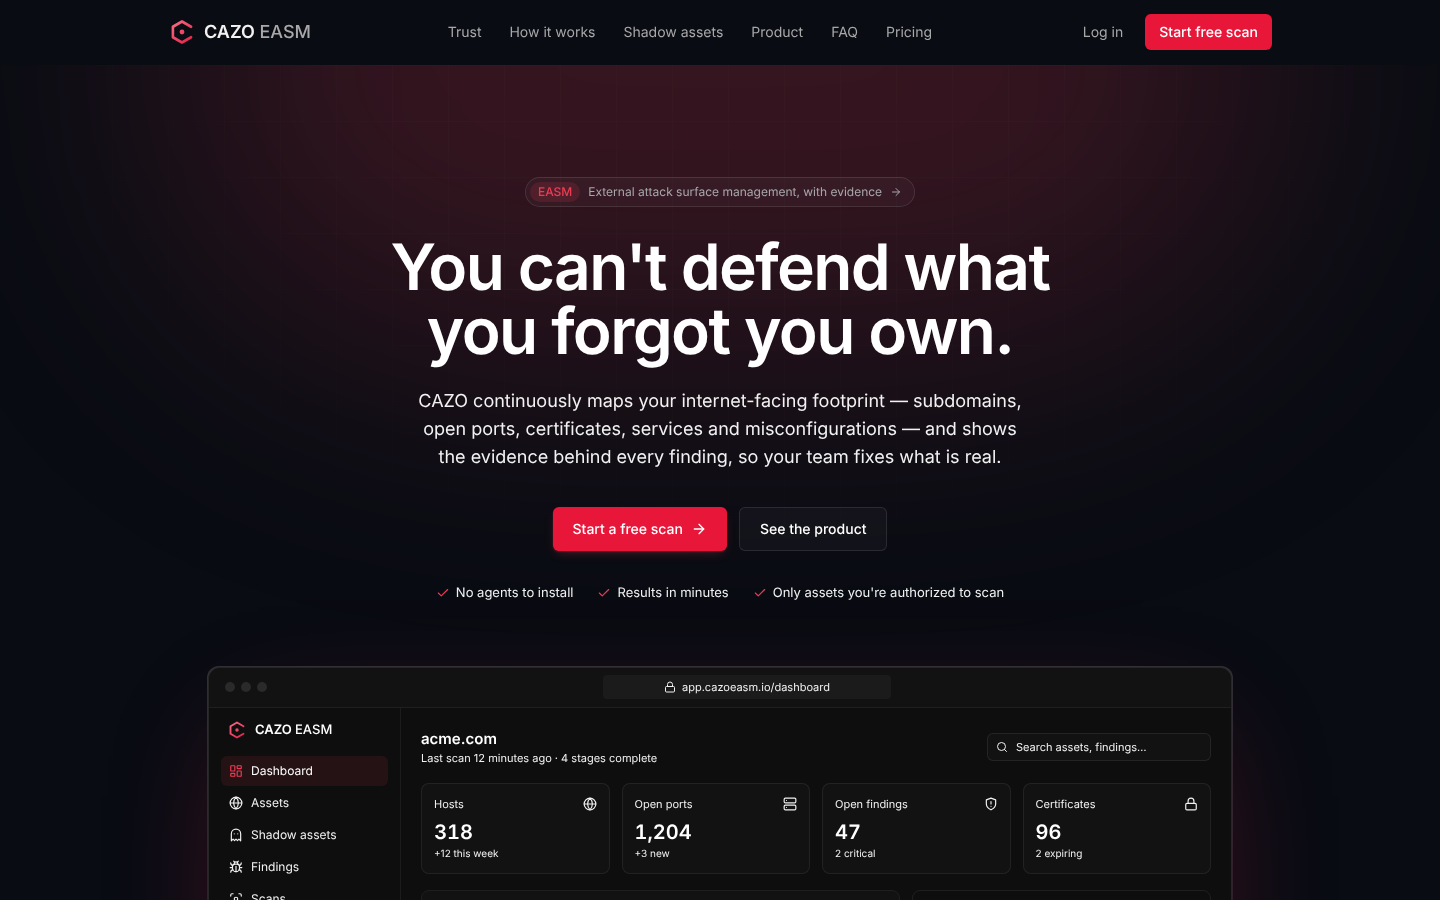 CAZO EASM
Trust
How it works
Shadow assets
Product
FAQ
Pricing
Log in
Start free scan
EASM External attack surface management, with evidence
You can't defend what
you forgot you own.
CAZO continuously maps your internet-facing footprint — subdomains,
open ports, certificates, services and misconfigurations — and shows
the evidence behind every finding, so your team fixes what is real.
Start a free scan
See the product
No agents to install
Results in minutes
Only assets you're authorized to scan
app.cazoeasm.io/dashboard
CAZO EASM
Dashboard
Assets
Shadow assets
Findings
Scans
acme.com
Last scan 12 minutes ago · 4 stages complete
Search assets, findings...
Hosts
318
+12 this week
Open ports
1,204
+3 new
Open findings
47
2 critical
Certificates
96
2 expiring